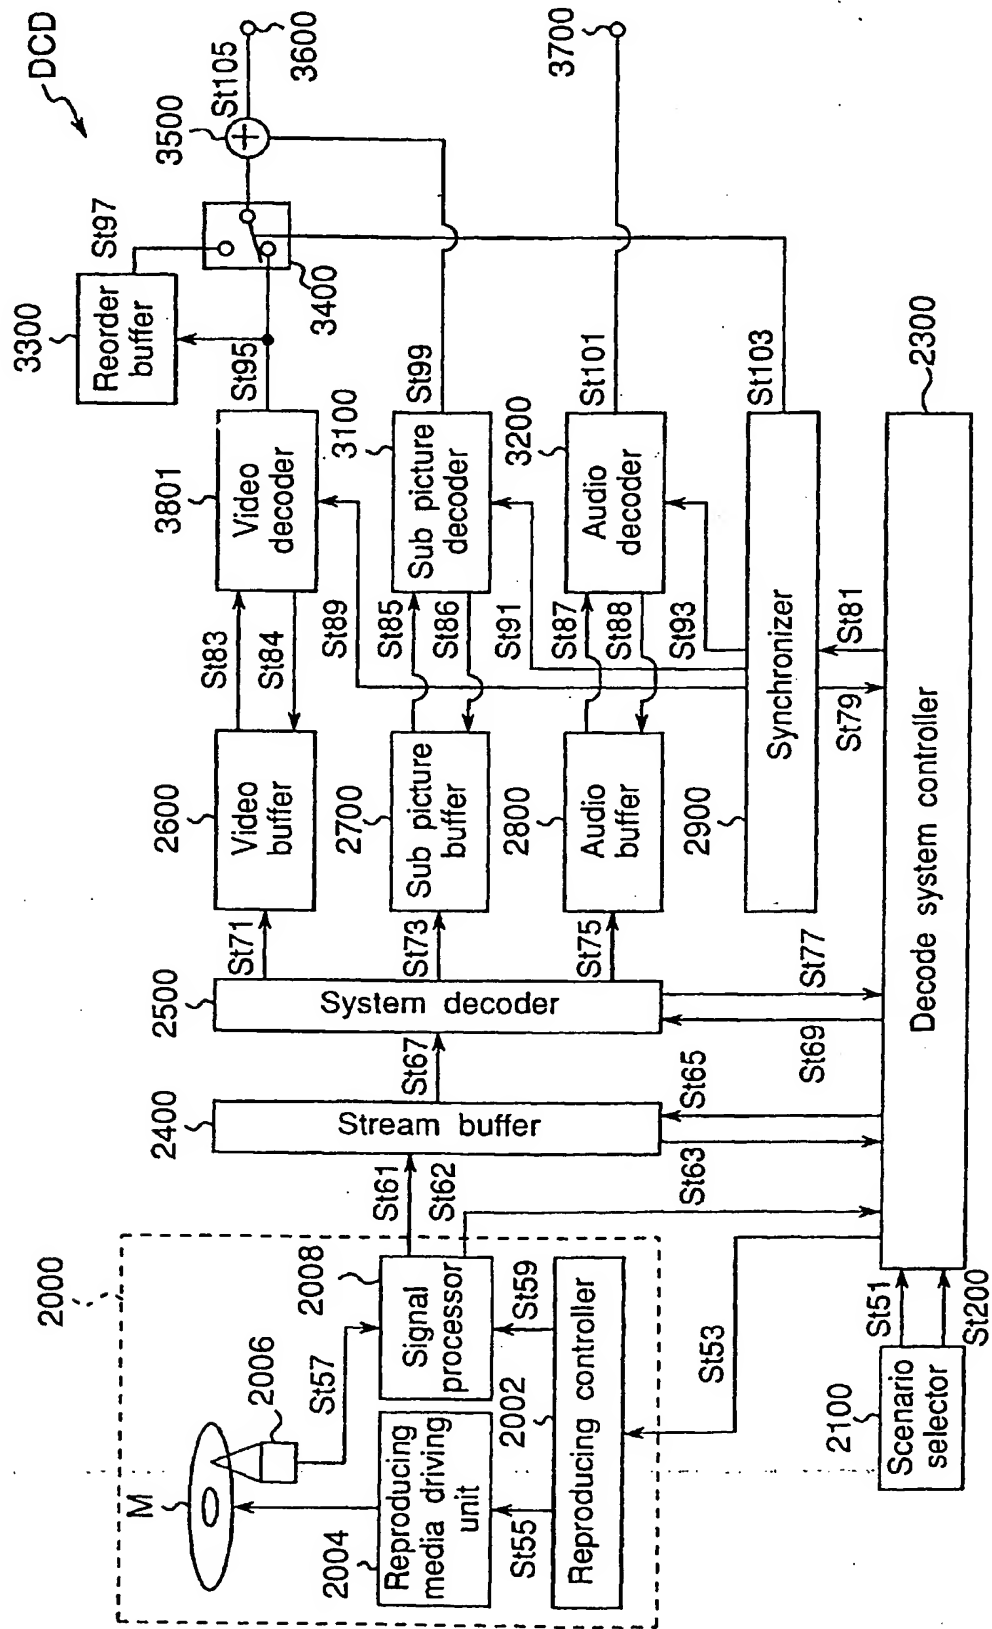 DCD
2000
M
2006
St57
2004
Reproducing
media driving
unit
2008
Signal
processor
St55
2002
St59
Reproducing controller
St61
St62
St53
2100
Scenario
selector
St51
St200
2400
Stream buffer
St63
St65
St67
2500
System decoder
St69
St77
St71
St73
St75
2600
Video
buffer
2700
Sub picture
buffer
2800
Audio
buffer
2900
Synchronizer
St79
St81
2300
Decode system controller
St83
St84
St89
St85
St86
St91
St87
St88
St93
3801
Video
decoder
3100
Sub picture
decoder
3200
Audio
decoder
St95
St99
St101
St103
3300
Reorder
buffer
St97
3400
3500
St105
3600
3700